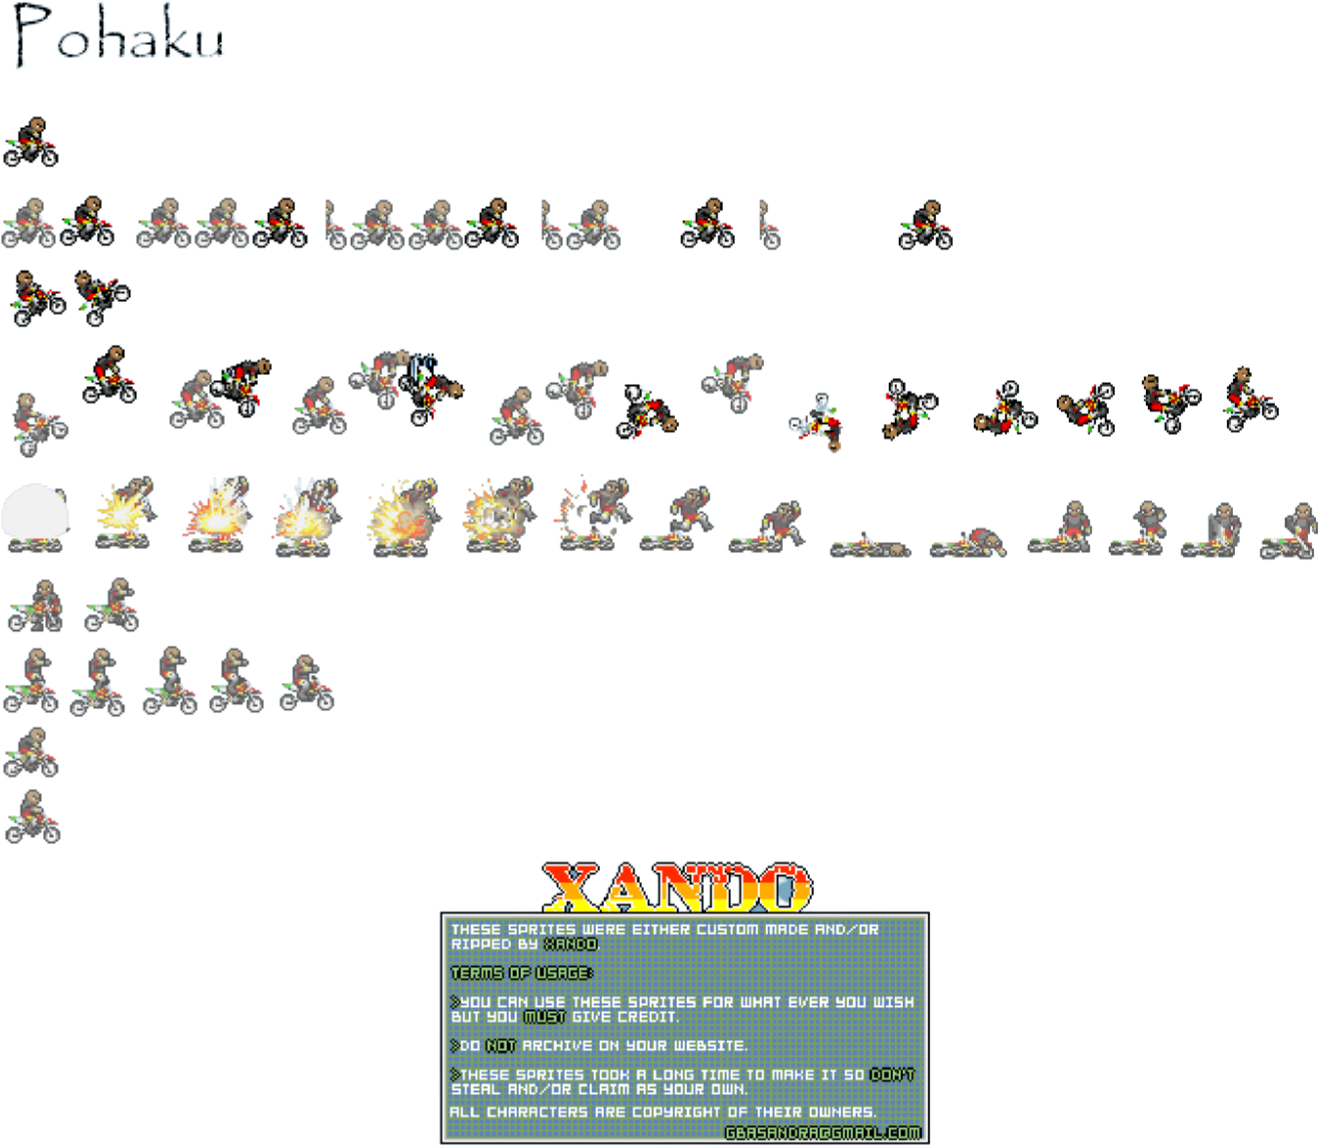 Pohaku
XANDO
THESE SPRITES WERE EITHER CUSTOM MADE AND/OR
RIPPED BY XANDO.
TERMS OF USAGE:
>YOU CAN USE THESE SPRITES FOR WHAT EVER YOU WISH
BUT YOU MUST GIVE CREDIT.
>DO NOT ARCHIVE ON YOUR WEBSITE.
>THESE SPRITES TOOK A LONG TIME TO MAKE IT SO DON'T
STEAL AND/OR CLAIM AS YOUR OWN.
ALL CHARACTERS ARE COPYRIGHT OF THEIR OWNERS.
GBASANDRA@GMAIL.COM